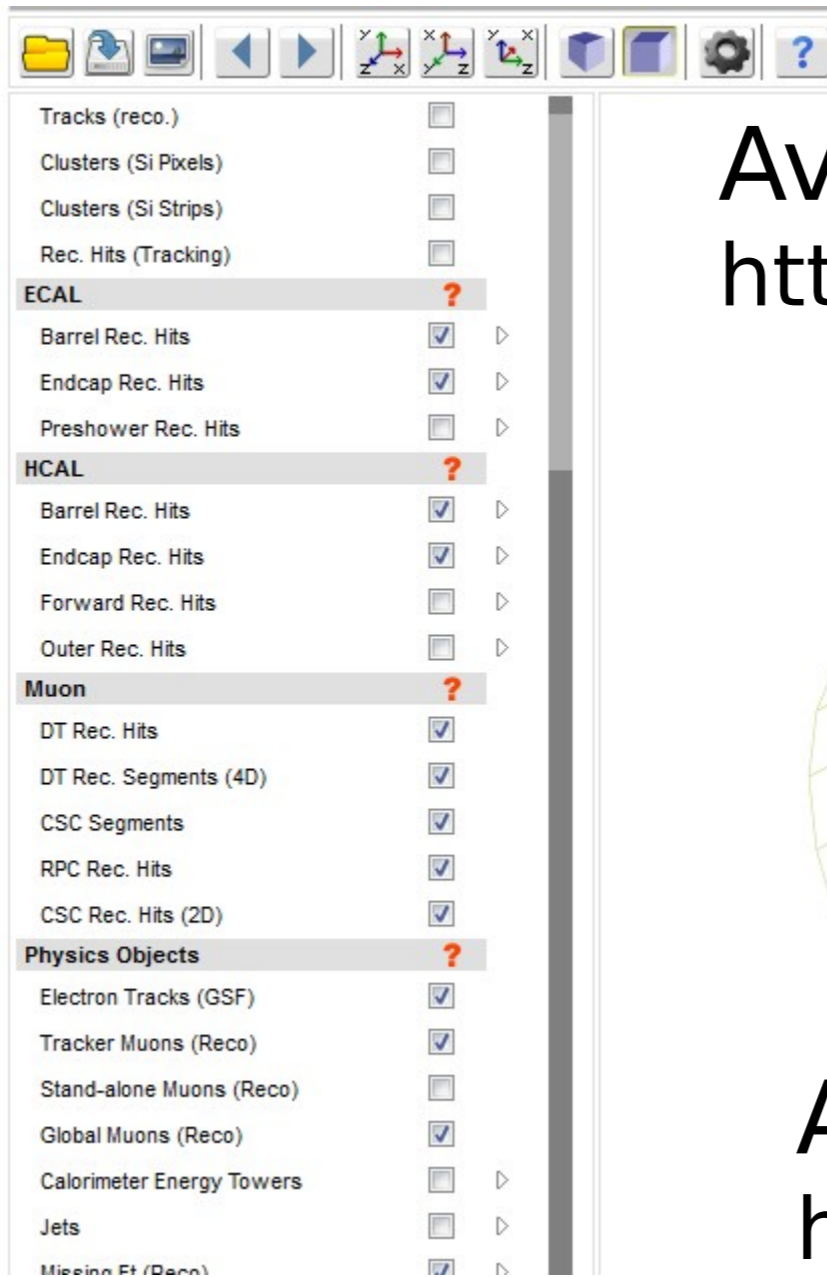 Tracks (reco.)
Clusters (Si Pixels)
Clusters (Si Strips)
Rec. Hits (Tracking)
ECAL ?
Barrel Rec. Hits
Endcap Rec. Hits
Preshower Rec. Hits
HCAL ?
Barrel Rec. Hits
Endcap Rec. Hits
Forward Rec. Hits
Outer Rec. Hits
Muon ?
DT Rec. Hits
DT Rec. Segments (4D)
CSC Segments
RPC Rec. Hits
CSC Rec. Hits (2D)
Physics Objects ?
Electron Tracks (GSF)
Tracker Muons (Reco)
Stand-alone Muons (Reco)
Global Muons (Reco)
Calorimeter Energy Towers
Jets
Missing Et (Reco)